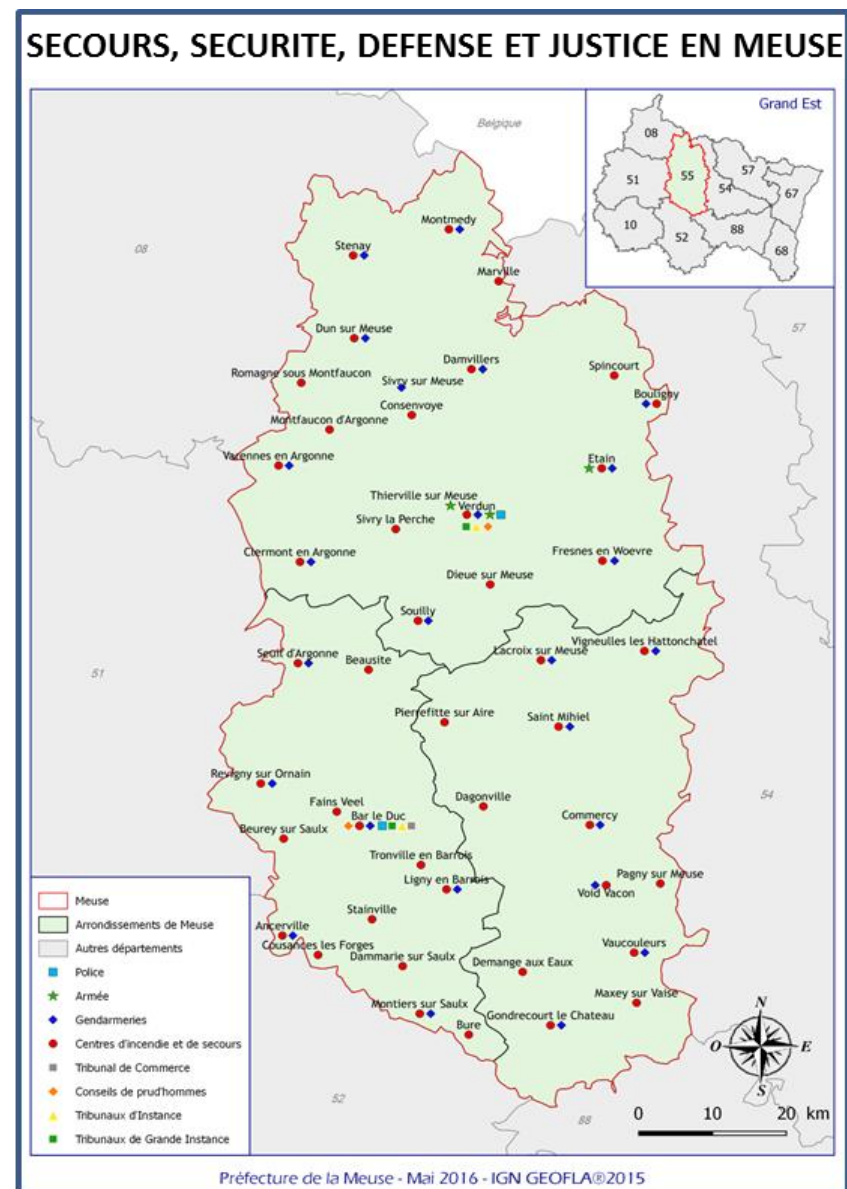 SECOURS, SECURITE, DEFENSE ET JUSTICE EN MEUSE
Grand Est
08
57
51
55
54
67
10
52
88
68
Belgique
08
57
51
54
52
88
Montmedy
Stenay
Marville
Dun sur Meuse
Damvillers
Spincourt
Romagne sous Montfaucon
Sivry sur Meuse
Bouligny
Consenvoye
Montfaucon d'Argonne
Varennes en Argonne
Etain
Thierville sur Meuse
Verdun
Sivry la Perche
Clermont en Argonne
Fresnes en Woevre
Dieue sur Meuse
Souilly
Vigneulles les Hattonchatel
Seuil d'Argonne
Beausite
Lacroix sur Meuse
Pierrefitte sur Aire
Saint Mihiel
Revigny sur Ornain
Fains Veel
Bar le Duc
Dagonville
Commercy
Beurey sur Saulx
Tronville en Barrois
Ligny en Barrois
Pagny sur Meuse
Void Vacon
Stainville
Ancerville
Cousances les Forges
Dammarie sur Saulx
Vaucouleurs
Demange aux Eaux
Maxey sur Vaise
Montiers sur Saulx
Gondrecourt le Chateau
Bure
Meuse
Arrondissements de Meuse
Autres départements
Police
Armée
Gendarmeries
Centres d'incendie et de secours
Tribunal de Commerce
Conseils de prud'hommes
Tribunaux d'Instance
Tribunaux de Grande Instance
N
O
E
S
0 10 20 km
Préfecture de la Meuse - Mai 2016 - IGN GEOFLA®2015